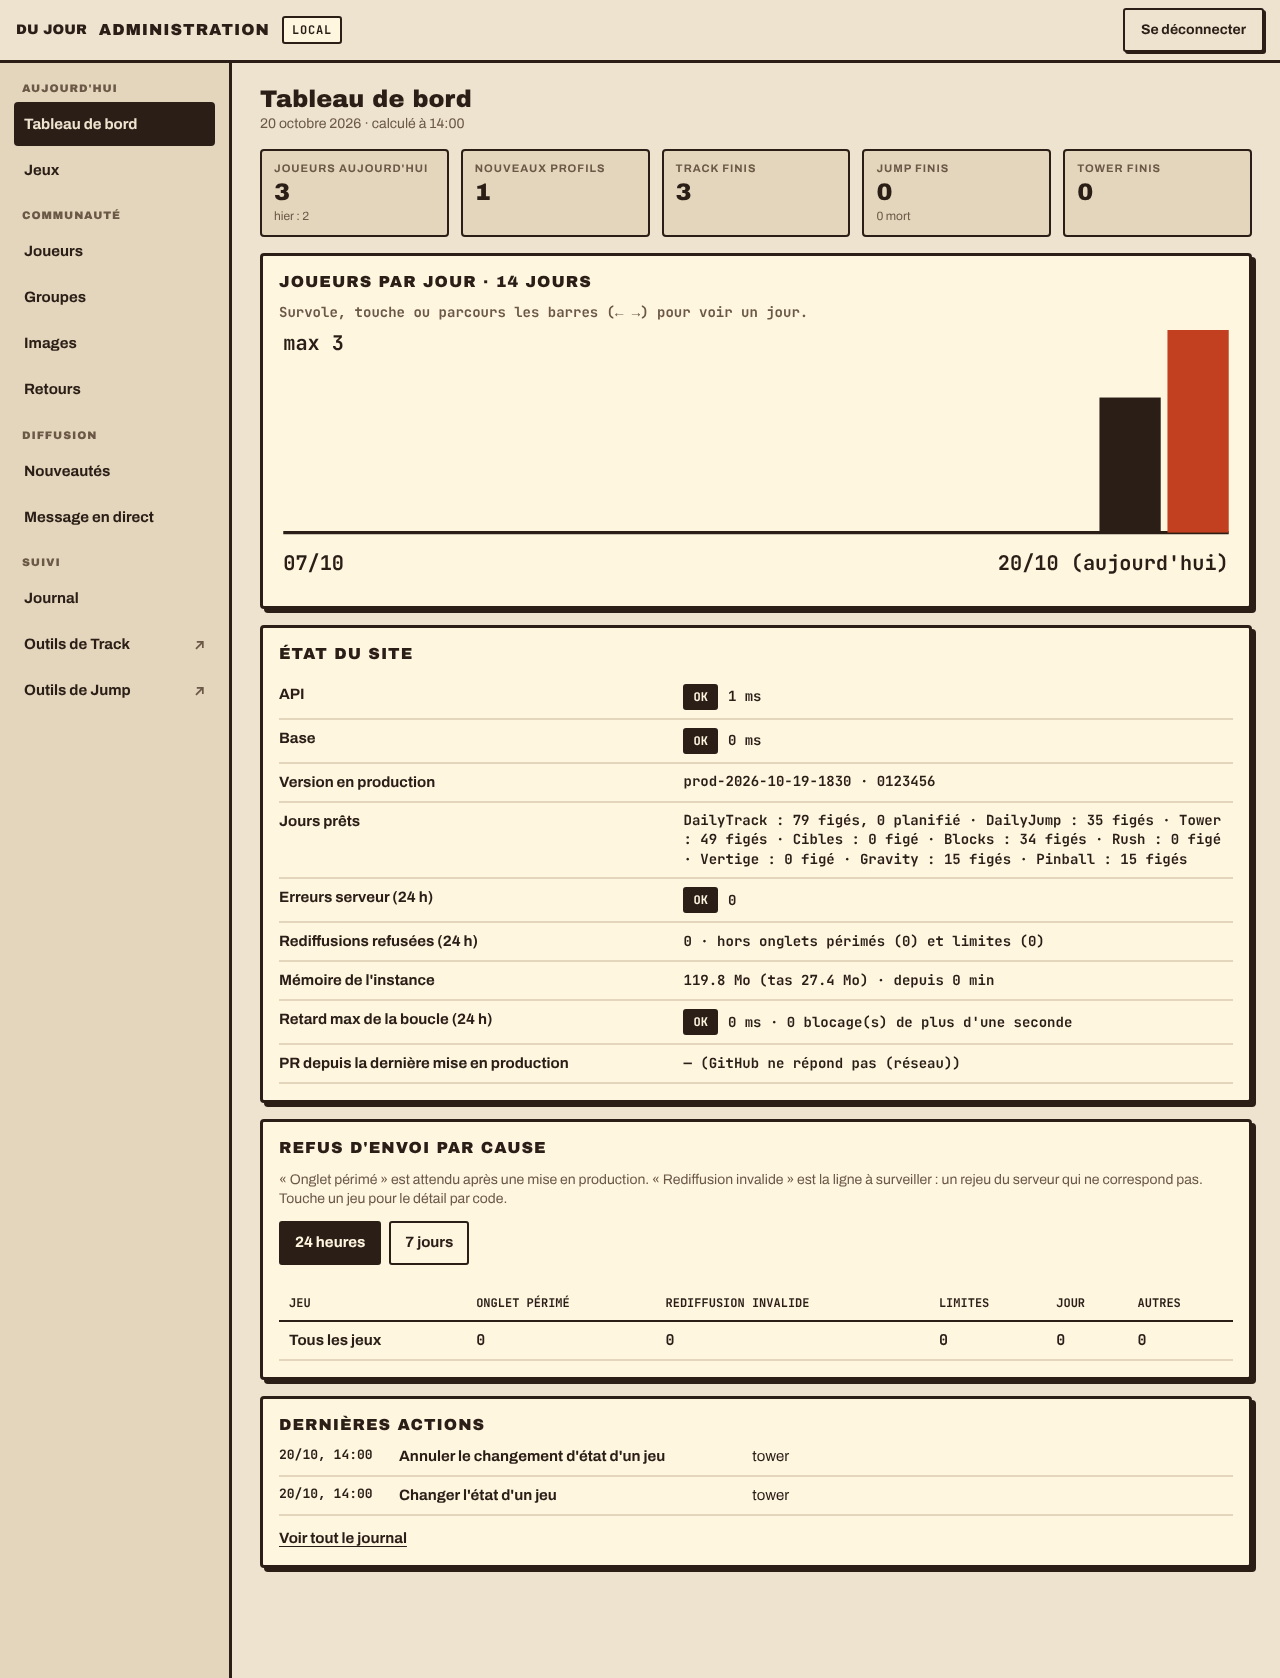 DU JOUR ADMINISTRATION LOCAL
Se déconnecter
AUJOURD'HUI
Tableau de bord
Jeux
COMMUNAUTÉ
Joueurs
Groupes
Images
Retours
DIFFUSION
Nouveautés
Message en direct
SUIVI
Journal
Outils de Track ↗
Outils de Jump ↗
Tableau de bord
20 octobre 2026 · calculé à 14:00
JOUEURS AUJOURD'HUI
3
hier : 2
NOUVEAUX PROFILS
1
TRACK FINIS
3
JUMP FINIS
0
0 mort
TOWER FINIS
0
JOUEURS PAR JOUR · 14 JOURS
Survole, touche ou parcours les barres (← →) pour voir un jour.
max 3
07/10
20/10 (aujourd'hui)
ÉTAT DU SITE
API OK 1 ms
Base OK 0 ms
Version en production prod-2026-10-19-1830 · 0123456
Jours prêts DailyTrack : 79 figés, 0 planifié · DailyJump : 35 figés · Tower
: 49 figés · Cibles : 0 figé · Blocks : 34 figés · Rush : 0 figé
· Vertige : 0 figé · Gravity : 15 figés · Pinball : 15 figés
Erreurs serveur (24 h) OK 0
Rediffusions refusées (24 h) 0 · hors onglets périmés (0) et limites (0)
Mémoire de l'instance 119.8 Mo (tas 27.4 Mo) · depuis 0 min
Retard max de la boucle (24 h) OK 0 ms · 0 blocage(s) de plus d'une seconde
PR depuis la dernière mise en production — (GitHub ne répond pas (réseau))
REFUS D'ENVOI PAR CAUSE
« Onglet périmé » est attendu après une mise en production. « Rediffusion invalide » est la ligne à surveiller : un rejeu du serveur qui ne correspond pas.
Touche un jeu pour le détail par code.
24 heures 7 jours
JEU ONGLET PÉRIMÉ REDIFFUSION INVALIDE LIMITES JOUR AUTRES
Tous les jeux 0 0 0 0 0
DERNIÈRES ACTIONS
20/10, 14:00 Annuler le changement d'état d'un jeu tower
20/10, 14:00 Changer l'état d'un jeu tower
Voir tout le journal